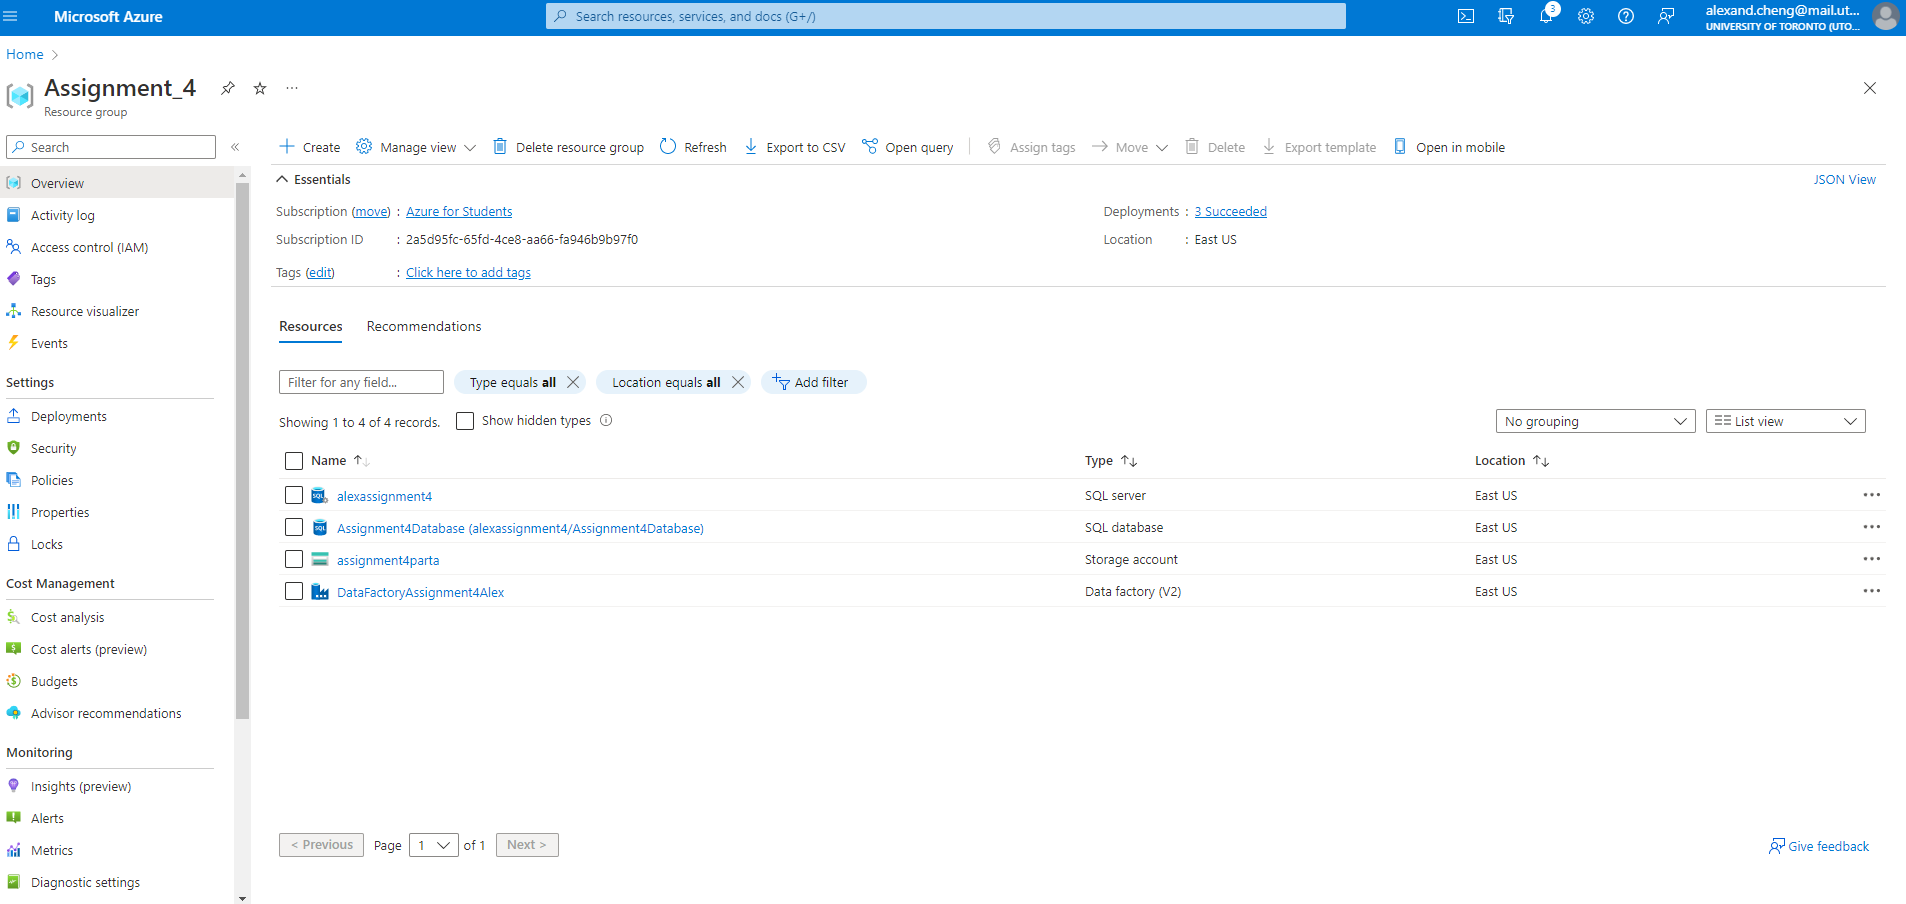 Microsoft Azure
Search resources, services, and docs (G+/)
3
alexand.cheng@mail.ut...
UNIVERSITY OF TORONTO (UTO...
Home >
Assignment_4
...
Resource group
Search
«
Create
Manage view
Delete resource group
Refresh
Export to CSV
Open query
Assign tags
Move
Delete
Export template
Open in mobile
Overview
Activity log
Access control (IAM)
Tags
Resource visualizer
Events
Settings
Deployments
Security
Policies
Properties
Locks
Cost Management
Cost analysis
Cost alerts (preview)
Budgets
Advisor recommendations
Monitoring
Insights (preview)
Alerts
Metrics
Diagnostic settings
Essentials
JSON View
Subscription (move) : Azure for Students
Deployments : 3 Succeeded
Subscription ID : 2a5d95fc-65fd-4ce8-aa66-fa946b9b97f0
Location : East US
Tags (edit) : Click here to add tags
Resources
Recommendations
Filter for any field...
Type equals all
Location equals all
Add filter
Showing 1 to 4 of 4 records.
Show hidden types
No grouping
List view
Name
Type
Location
alexassignment4
SQL server
East US
Assignment4Database (alexassignment4/Assignment4Database)
SQL database
East US
assignment4parta
Storage account
East US
DataFactoryAssignment4Alex
Data factory (V2)
East US
< Previous
Page 1 of 1
Next >
Give feedback